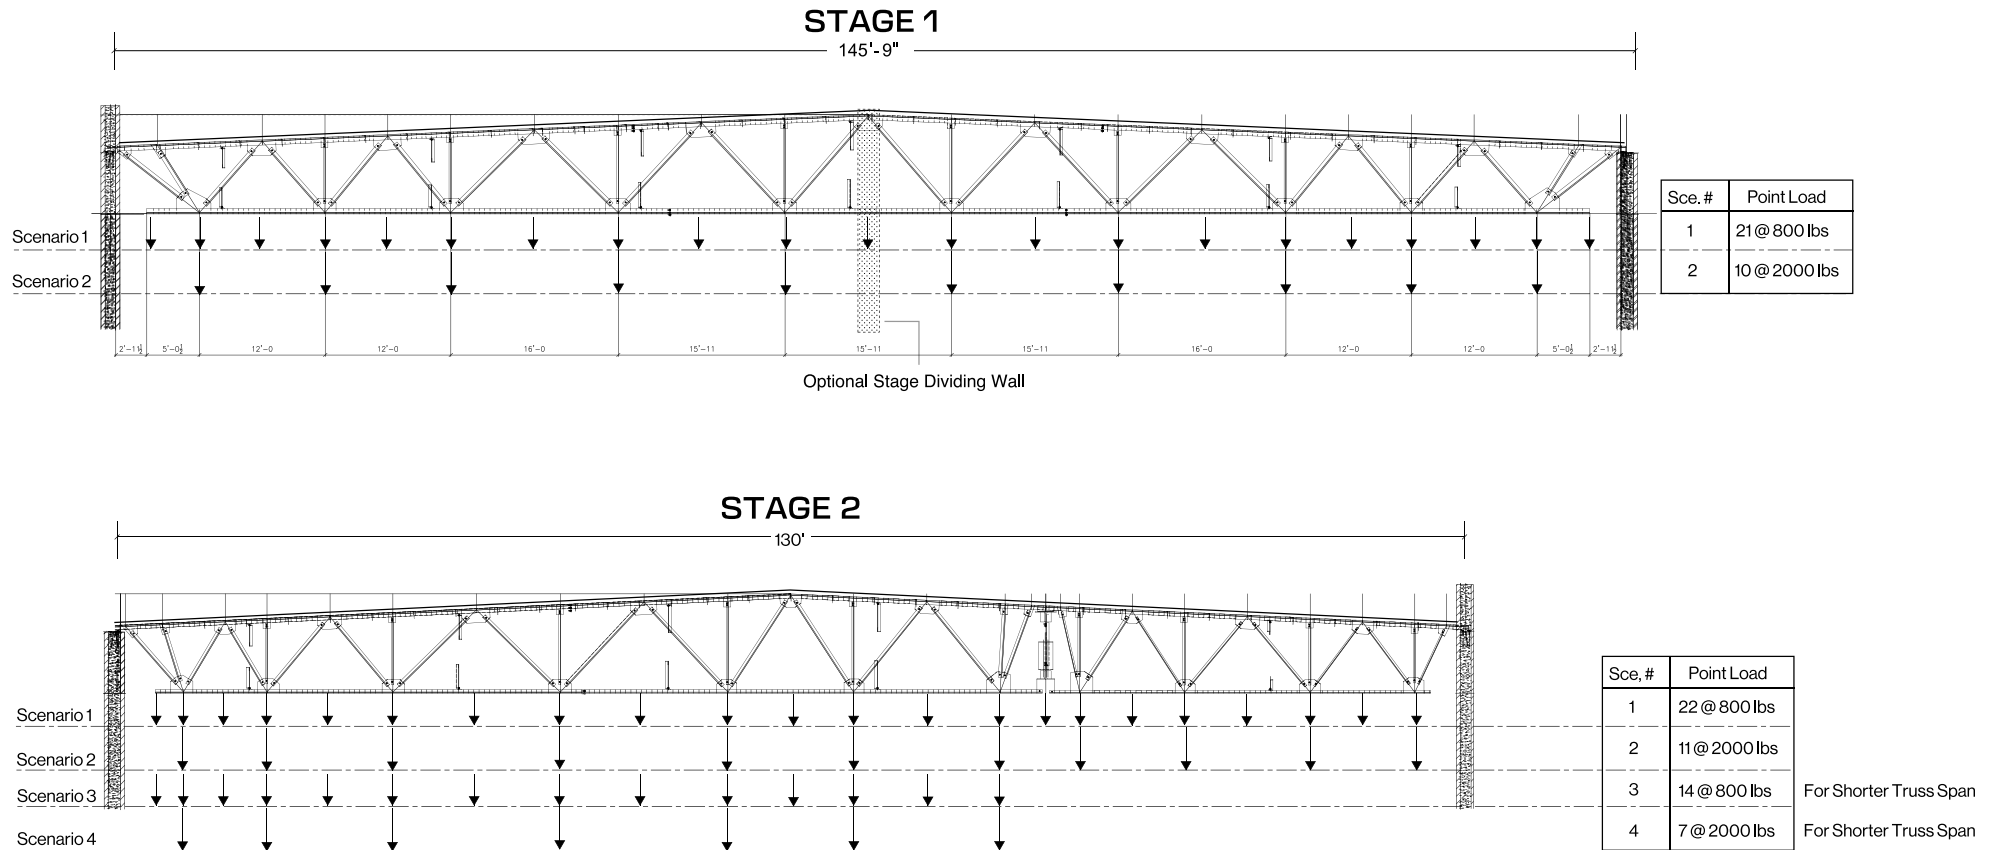 STAGE 1
145'-9"
Sce. # Point Load
Scenario 1
1 21 @ 800 lbs
Scenario 2
2 10 @ 2000 lbs
2'-11½ 5'-0½ 12'-0 12'-0 16'-0 15'-11 15'-11 15'-11 16'-0 12'-0 12'-0 5'-0½ 2'-11½
Optional Stage Dividing Wall
STAGE 2
130'
Sce, # Point Load
Scenario 1
1 22 @ 800 lbs
Scenario 2
2 11 @ 2000 lbs
Scenario 3
3 14 @ 800 lbs For Shorter Truss Span
Scenario 4
4 7 @ 2000 lbs For Shorter Truss Span